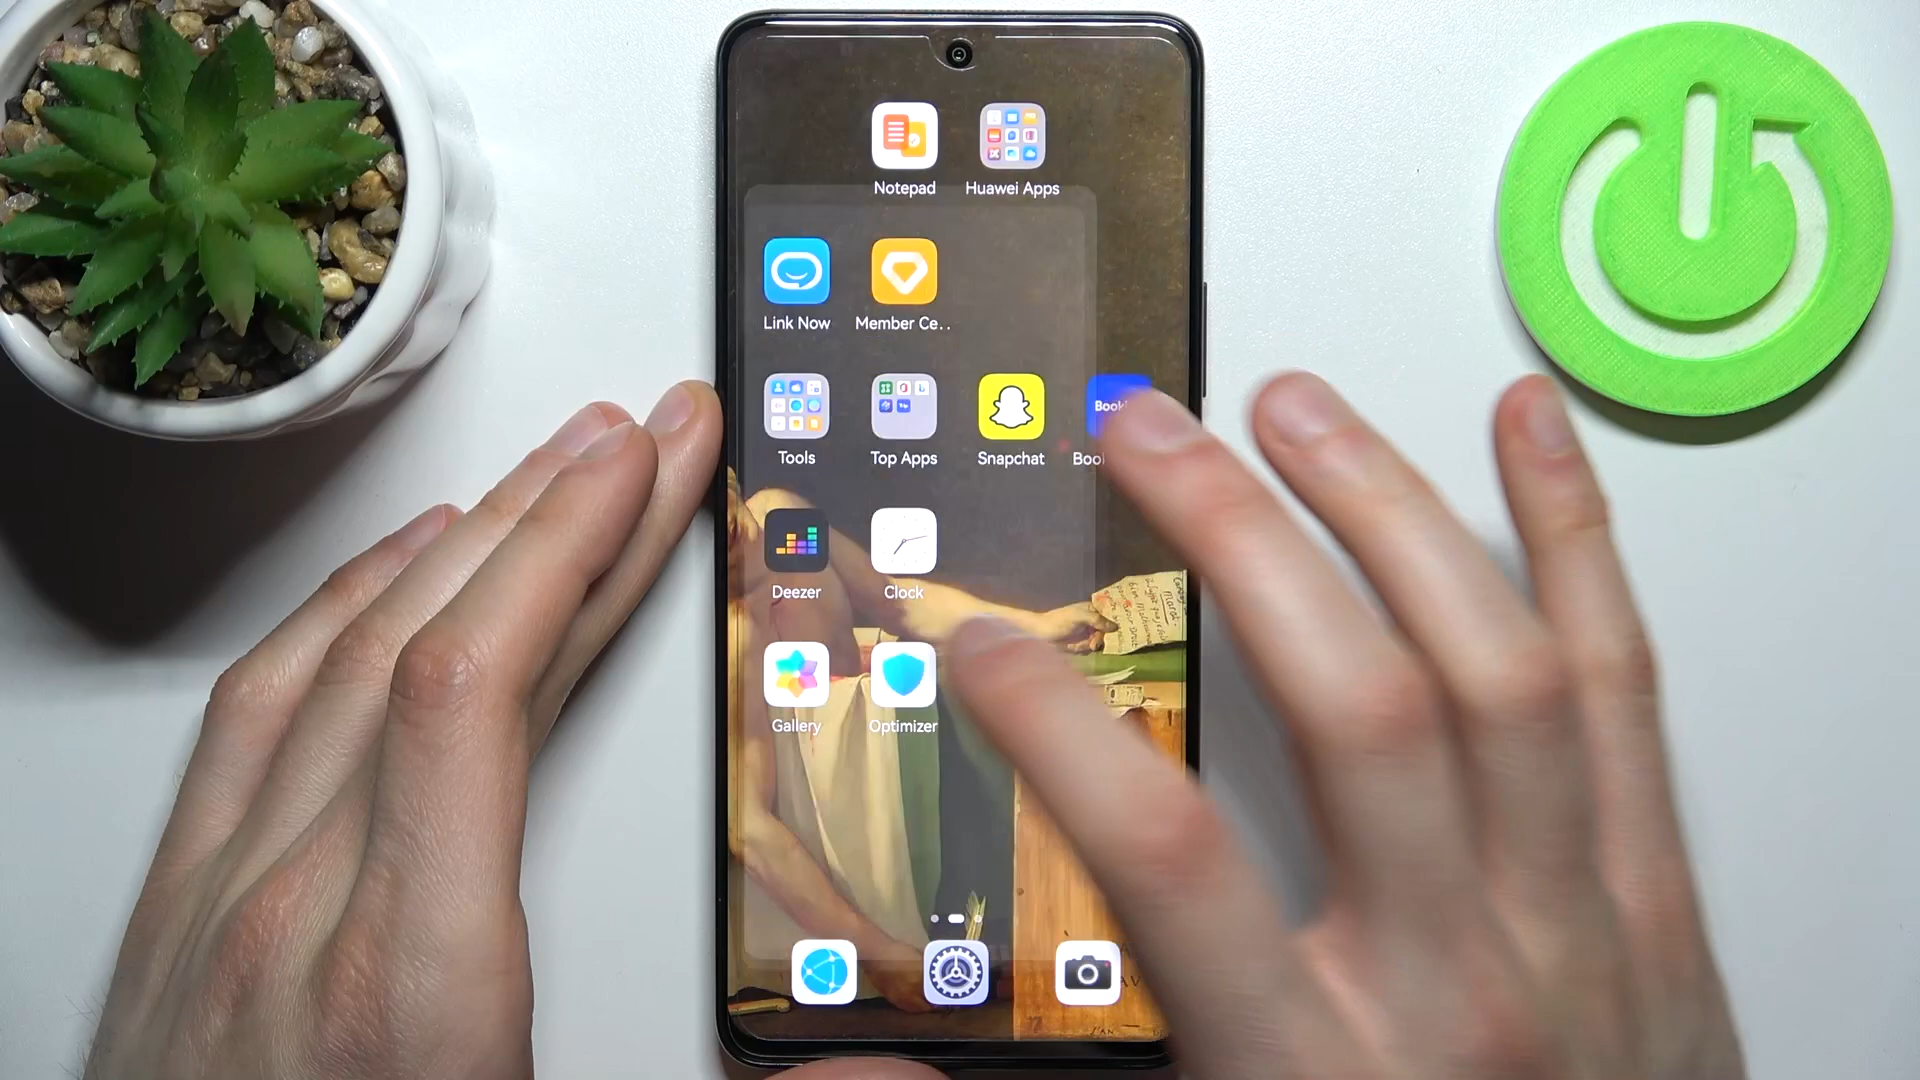 Notepad
Huawei Apps
Link Now
Member Ce..
Tools
Top Apps
Snapchat
Deezer
Clock
Gallery
Optimizer